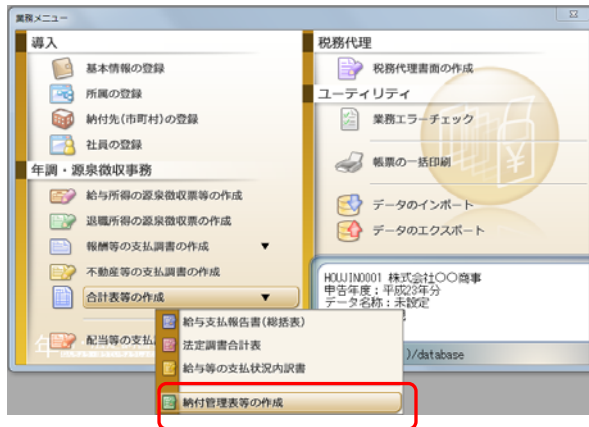 業務メニュー
導入
基本情報の登録
所属の登録
納付先(市町村)の登録
社員の登録
年調・源泉徴収事務
給与所得の源泉徴収票等の作成
退職所得の源泉徴収票の作成
報酬等の支払調書の作成
不動産等の支払調書の作成
合計表等の作成
配当等の支払
給与支払報告書(総括表)
法定調書合計表
給与等の支払状況内訳書
納付管理表等の作成
税務代理
税務代理書面の作成
ユーティリティ
業務エラーチェック
帳票の一括印刷
データのインポート
データのエクスポート
HOUJIN0001 株式会社〇〇商事
申告年度:平成23年分
データ名称:未設定
)/database